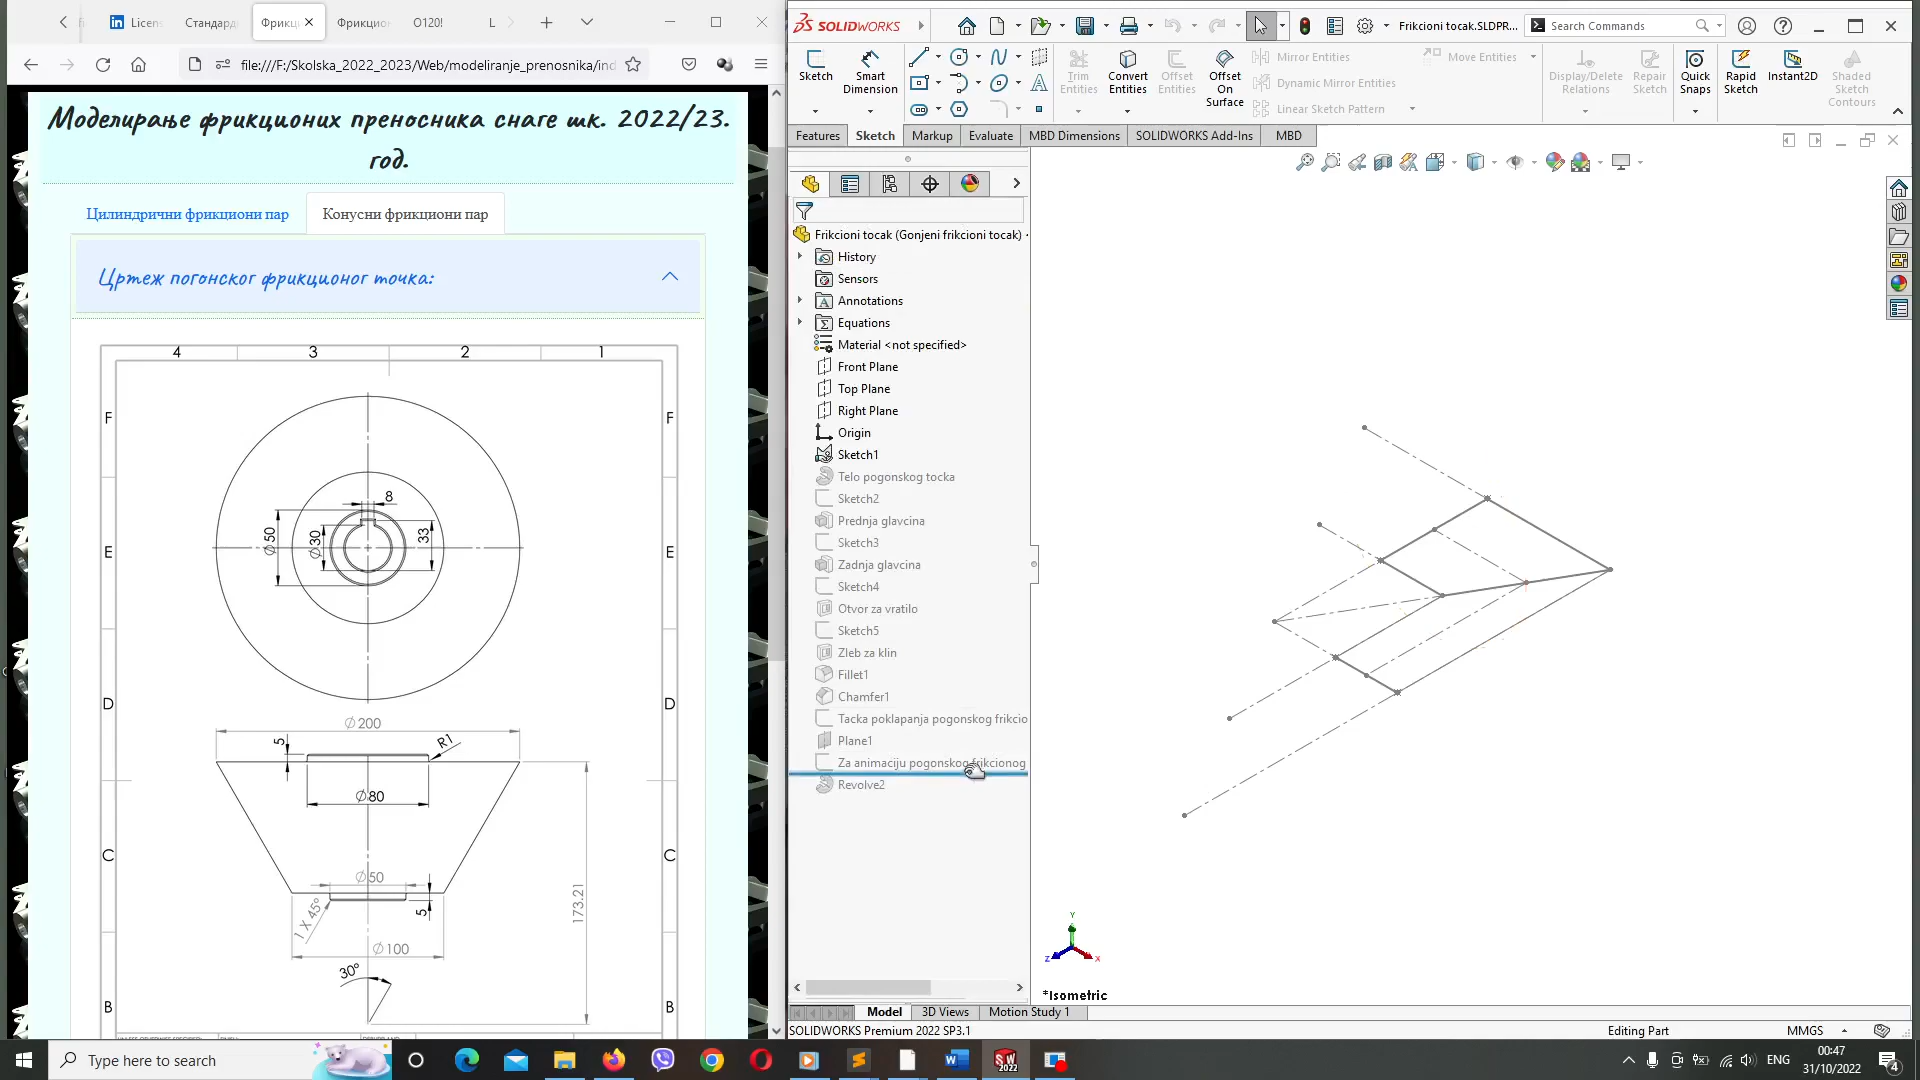 Licens
Стандард
Фрикц
Фрикцион
O120!
L
file:///F:/Skolska_2022_2023/Web/modeliranje_prenosnika/ind
Моделирање фрикционих преносника снаге шк. 2022/23.
год.
Цилиндрични фрикциони пар
Конусни фрикциони пар
Цртеж погонског фрикционог точка:
4
3
2
1
F
F
E
E
D
D
C
C
B
B
8
∅50
∅30
33
∅200
5
R1
∅80
∅50
5
1 X 45°
∅100
173.21
30°
SOLIDWORKS
Frikcioni tocak.SLDPR...
Search Commands
Sketch
Smart
Dimension
Trim
Entities
Convert
Entities
Offset
Entities
Offset
On
Surface
Mirror Entities
Dynamic Mirror Entities
Linear Sketch Pattern
Move Entities
Display/Delete
Relations
Repair
Sketch
Quick
Snaps
Rapid
Sketch
Instant2D
Shaded
Sketch
Contours
Features
Sketch
Markup
Evaluate
MBD Dimensions
SOLIDWORKS Add-Ins
MBD
Frikcioni tocak (Gonjeni frikcioni tocak)
History
Sensors
Annotations
Equations
Material <not specified>
Front Plane
Top Plane
Right Plane
Origin
Sketch1
Telo pogonskog tocka
Sketch2
Prednja glavcina
Sketch3
Zadnja glavcina
Sketch4
Otvor za vratilo
Sketch5
Zleb za klin
Fillet1
Chamfer1
Tacka poklapanja pogonskog frikcio
Plane1
Za animaciju pogonskog frikcionog
Revolve2
Y
Z
X
*Isometric
Model
3D Views
Motion Study 1
SOLIDWORKS Premium 2022 SP3.1
Editing Part
MMGS
Type here to search
SW
2022
ENG
00:47
31/10/2022
4